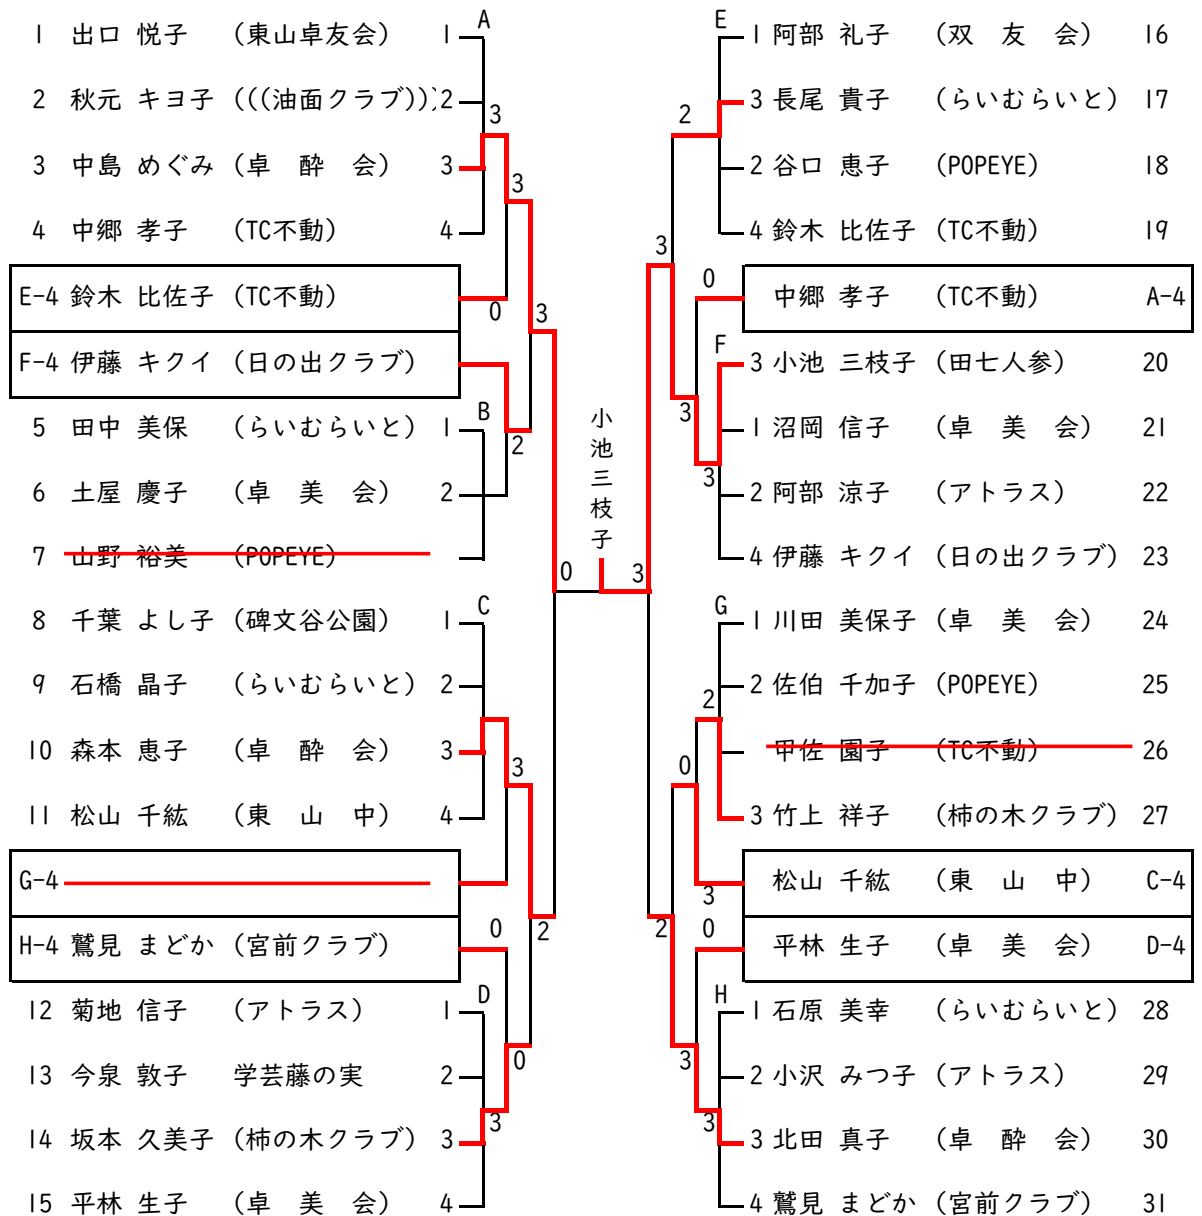 A
1 出口 悦子 (東山卓友会) 1
2 秋元 キヨ子 (((油面クラブ))) 2
3
3 中島 めぐみ (卓 酔 会) 3
3
4 中郷 孝子 (TC不動) 4
E-4 鈴木 比佐子 (TC不動)
0
3
F-4 伊藤 キクイ (日の出クラブ)
B
5 田中 美保 (らいむらいと) 1
2
6 土屋 慶子 (卓 美 会) 2
7 山野 裕美 (POPEYE)
0
C
8 千葉 よし子 (碑文谷公園) 1
9 石橋 晶子 (らいむらいと) 2
10 森本 恵子 (卓 酔 会) 3
3
11 松山 千紘 (東 山 中) 4
G-4
0
2
H-4 鷲見 まどか (宮前クラブ)
D
12 菊地 信子 (アトラス) 1
0
13 今泉 敦子 学芸藤の実 2
3
14 坂本 久美子 (柿の木クラブ) 3
15 平林 生子 (卓 美 会) 4
小池三枝子
E
1 阿部 礼子 (双 友 会) 16
2
3 長尾 貴子 (らいむらいと) 17
2 谷口 恵子 (POPEYE) 18
4 鈴木 比佐子 (TC不動) 19
3
0
中郷 孝子 (TC不動) A-4
F
3 小池 三枝子 (田七人参) 20
3
1 沼岡 信子 (卓 美 会) 21
3
2 阿部 涼子 (アトラス) 22
4 伊藤 キクイ (日の出クラブ) 23
3
G
1 川田 美保子 (卓 美 会) 24
2 佐伯 千加子 (POPEYE) 25
2
甲佐 園子 (TC不動) 26
0
3 竹上 祥子 (柿の木クラブ) 27
松山 千紘 (東 山 中) C-4
3
2
0
平林 生子 (卓 美 会) D-4
H
1 石原 美幸 (らいむらいと) 28
3
2 小沢 みつ子 (アトラス) 29
3
3 北田 真子 (卓 酔 会) 30
4 鷲見 まどか (宮前クラブ) 31